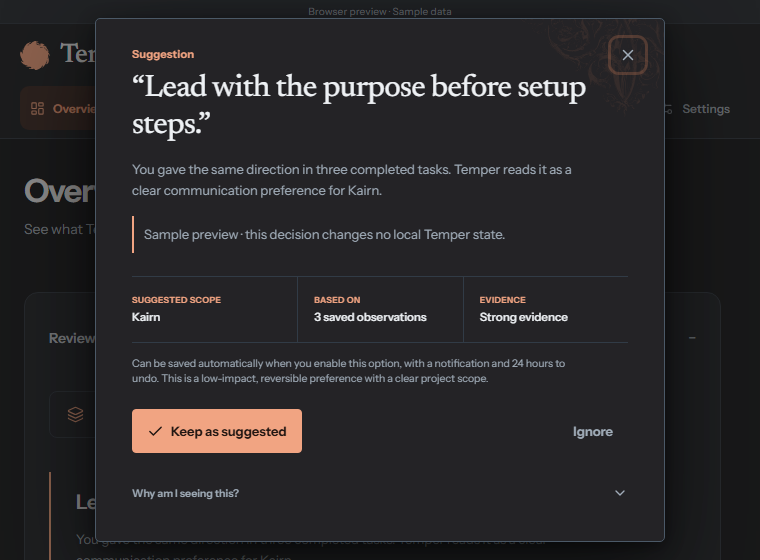 Browser preview · Sample data
Overvie
Settings
Over
See what Te
Review
Suggestion
“Lead with the purpose before setup
steps.”
You gave the same direction in three completed tasks. Temper reads it as a
clear communication preference for Kairn.
Sample preview · this decision changes no local Temper state.
SUGGESTED SCOPE
Kairn
BASED ON
3 saved observations
EVIDENCE
Strong evidence
Can be saved automatically when you enable this option, with a notification and 24 hours to
undo. This is a low-impact, reversible preference with a clear project scope.
Keep as suggested
Ignore
Why am I seeing this?